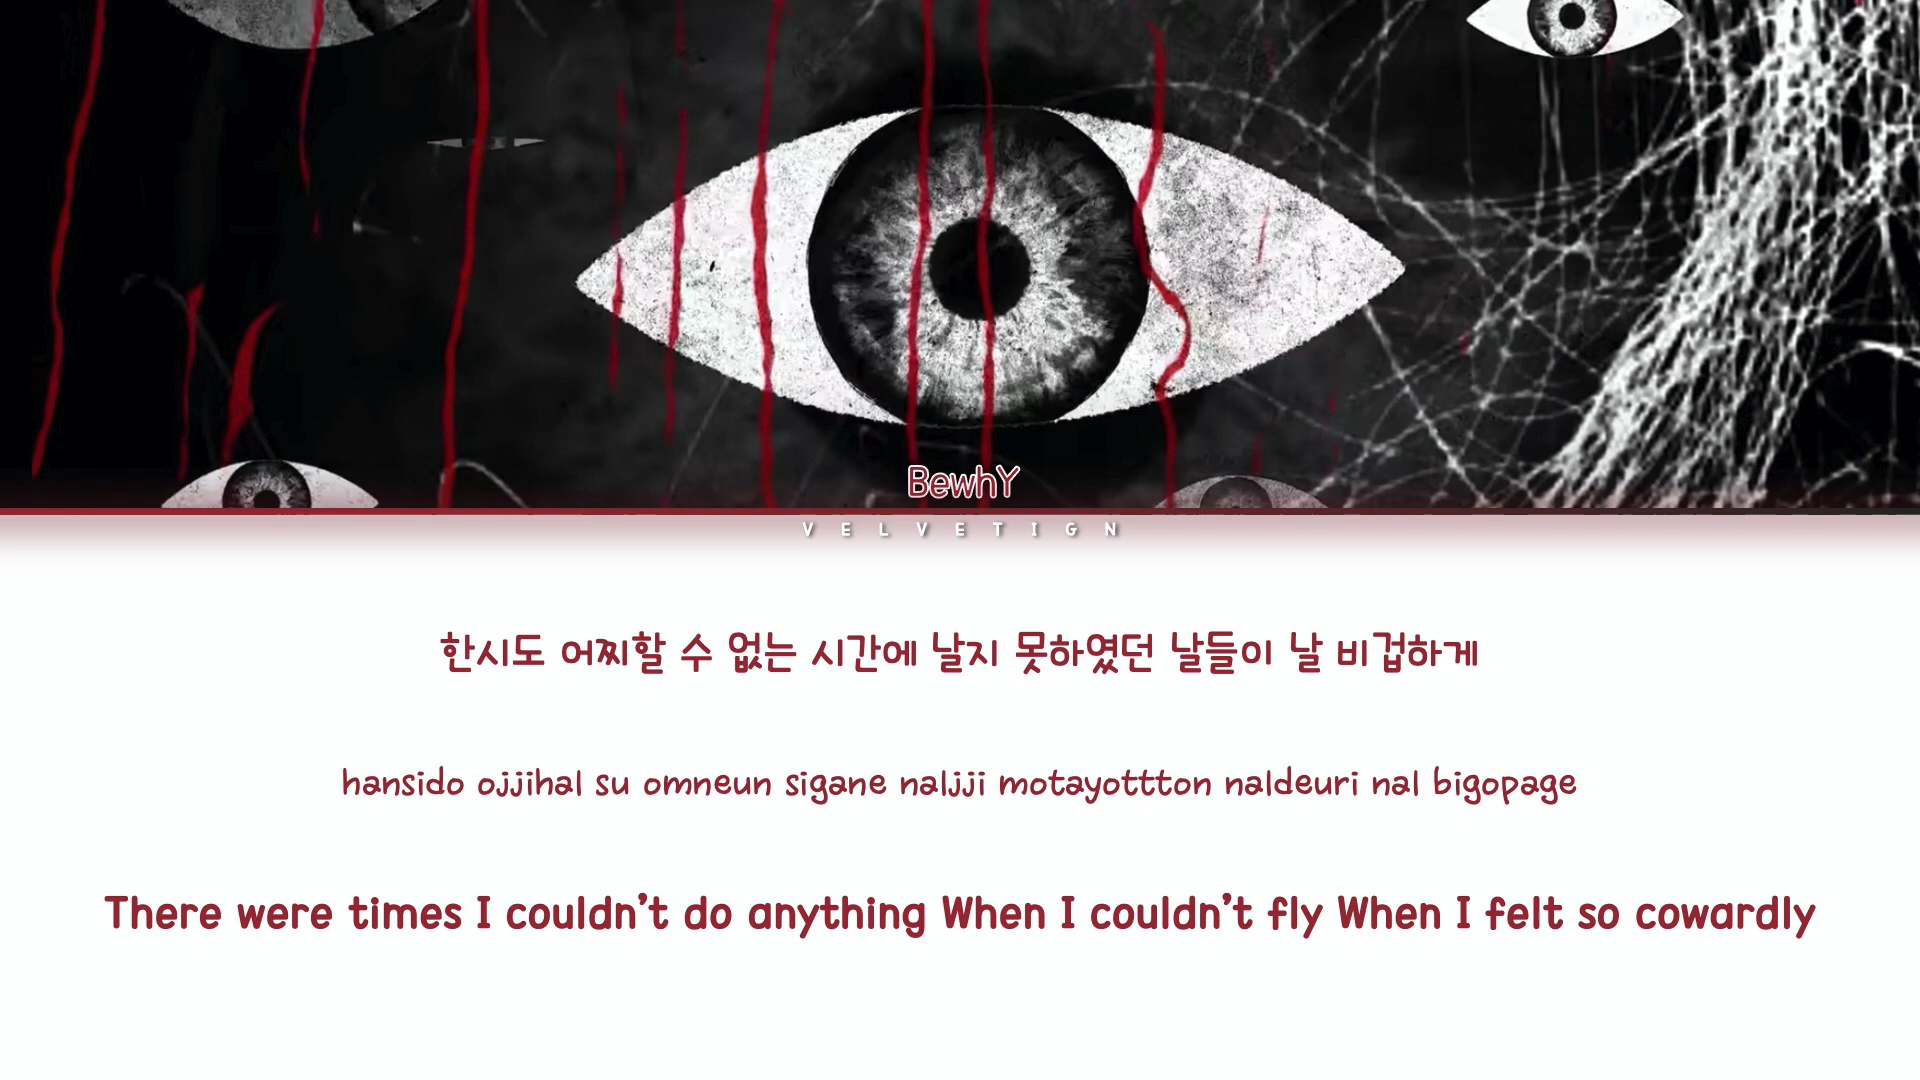 BewhY
VELVETIGN
한시도 어찌할 수 없는 시간에 날지 못하였던 날들이 날 비겁하게
hansido ojjihal su omneun sigane naljji motayottton naldeuri nal bigopage
There were times I couldn't do anything When I couldn't fly When I felt so cowardly